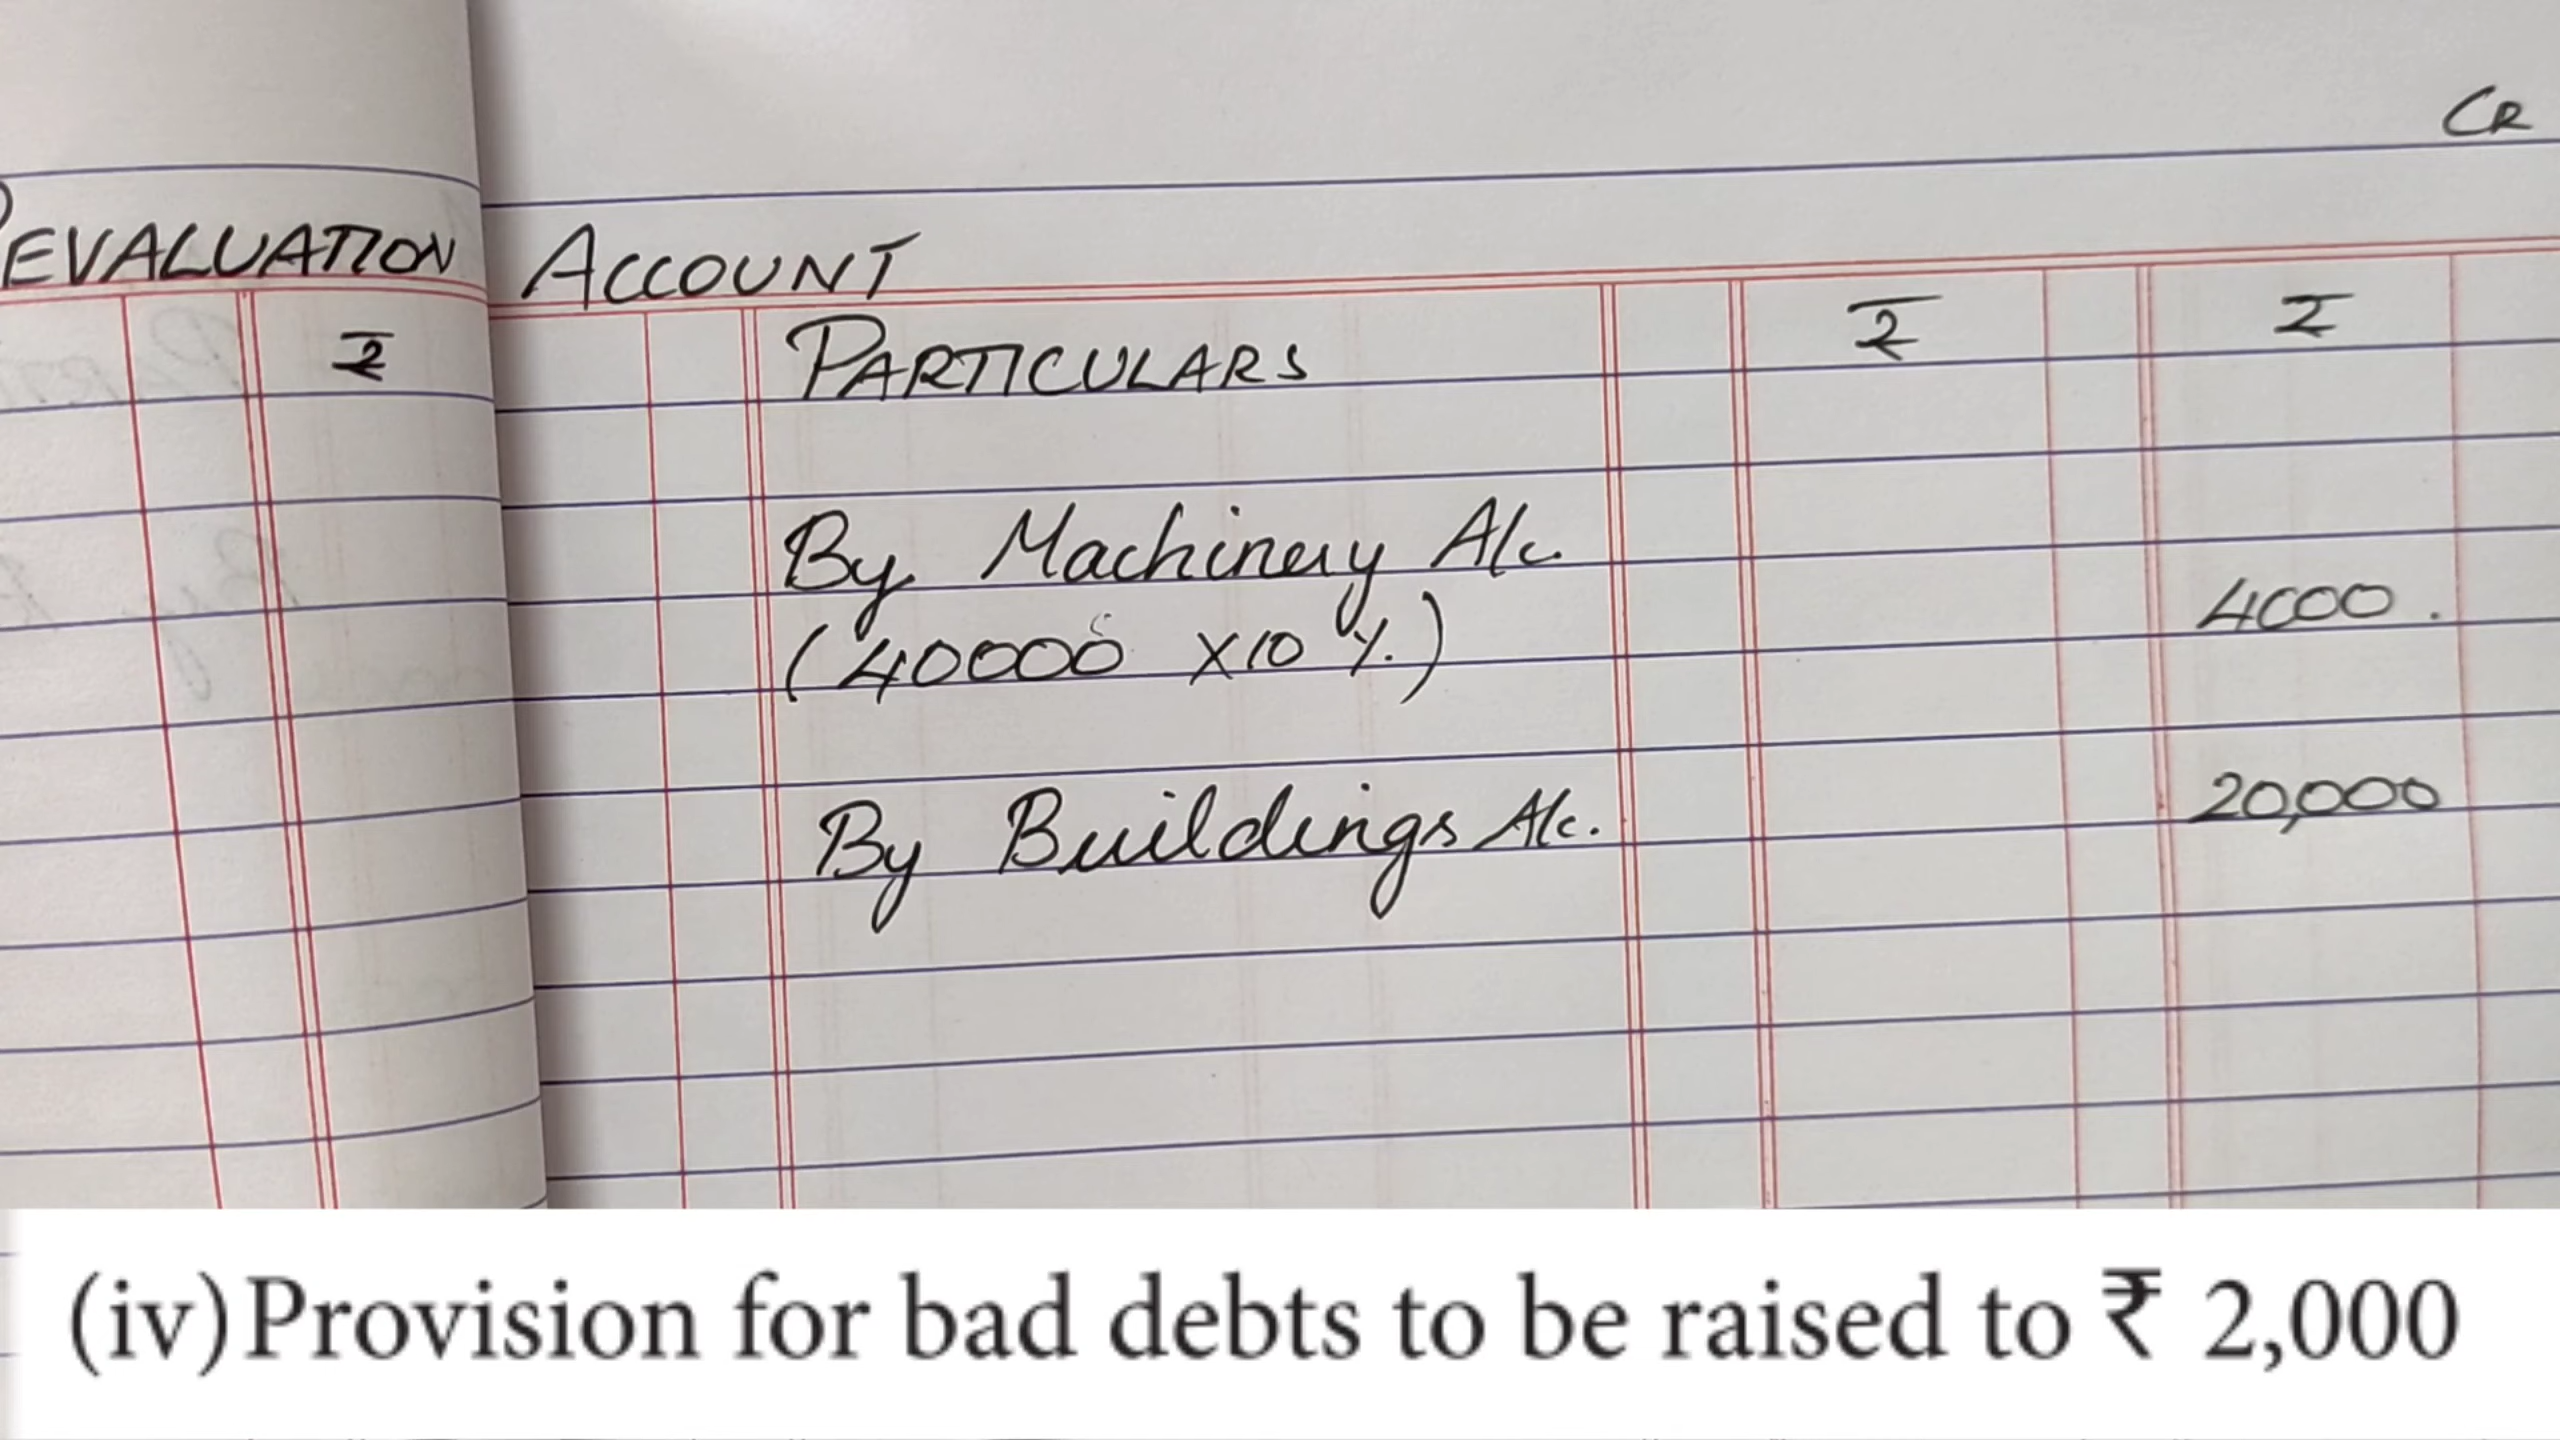 CR
REVALUATION ACCOUNT
₹ PARTICULARS ₹ ₹
By Machinery A/c.
(40000 X10 %.) 4000.
By Buildings A/c. 20,000
(iv) Provision for bad debts to be raised to ₹ 2,000